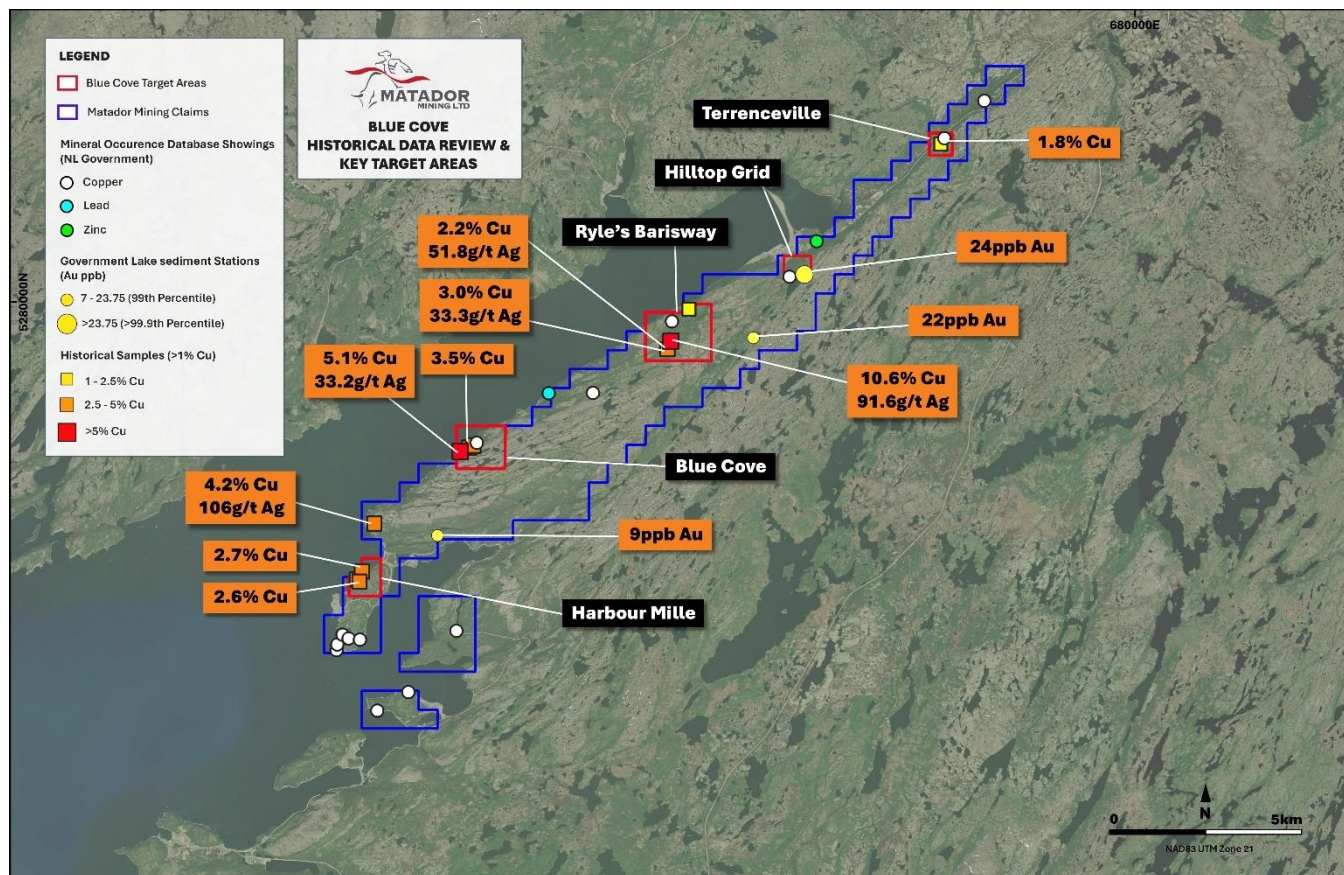 LEGEND
Blue Cove Target Areas
Matador Mining Claims
Mineral Occurence Database Showings
(NL Government)
Copper
Lead
Zinc
Government Lake sediment Stations
(Au ppb)
7 - 23.75 (99th Percentile)
>23.75 (>99.9th Percentile)
Historical Samples (>1% Cu)
1 - 2.5% Cu
2.5 - 5% Cu
>5% Cu
MATADOR
MINING LTD
BLUE COVE
HISTORICAL DATA REVIEW &
KEY TARGET AREAS
680000E
5280000N
Terrenceville
1.8% Cu
Hilltop Grid
Ryle's Barisway
2.2% Cu
51.8g/t Ag
24ppb Au
3.0% Cu
33.3g/t Ag
22ppb Au
5.1% Cu
33.2g/t Ag
3.5% Cu
10.6% Cu
91.6g/t Ag
Blue Cove
4.2% Cu
106g/t Ag
9ppb Au
2.7% Cu
2.6% Cu
Harbour Mille
N
0
5km
NAD83 UTM Zone 21